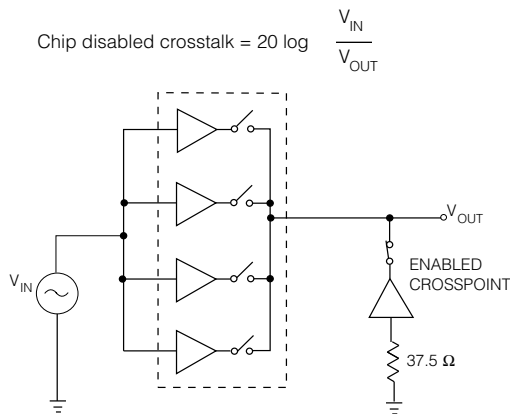 Chip disabled crosstalk = 20 log V_IN / V_OUT
V_OUT
V_IN
ENABLED
CROSSPOINT
37.5 Ω